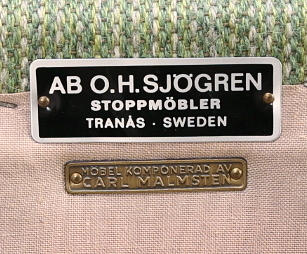 AB O.H. SJÖGREN
STOPPMÖBLER
TRANÅS · SWEDEN
MÖBEL KOMPONERAD AV
CARL MALMSTEN